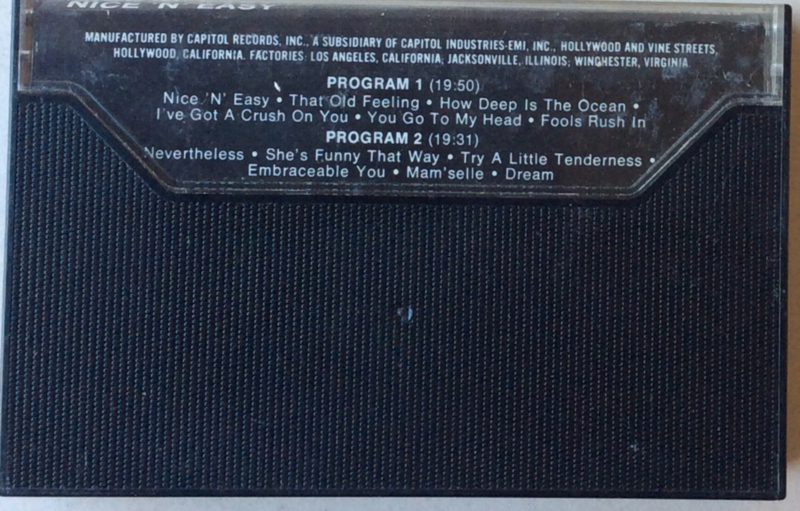 NICE 'N' EASY
MANUFACTURED BY CAPITOL RECORDS, INC., A SUBSIDIARY OF CAPITOL INDUSTRIES-EMI, INC., HOLLYWOOD AND VINE STREETS,
HOLLYWOOD, CALIFORNIA. FACTORIES: LOS ANGELES, CALIFORNIA; JACKSONVILLE, ILLINOIS; WINCHESTER, VIRGINIA
PROGRAM 1 (19:50)
Nice 'N' Easy • That Old Feeling • How Deep Is The Ocean •
I've Got A Crush On You • You Go To My Head • Fools Rush In
PROGRAM 2 (19:31)
Nevertheless • She's Funny That Way • Try A Little Tenderness •
Embraceable You • Mam'selle • Dream